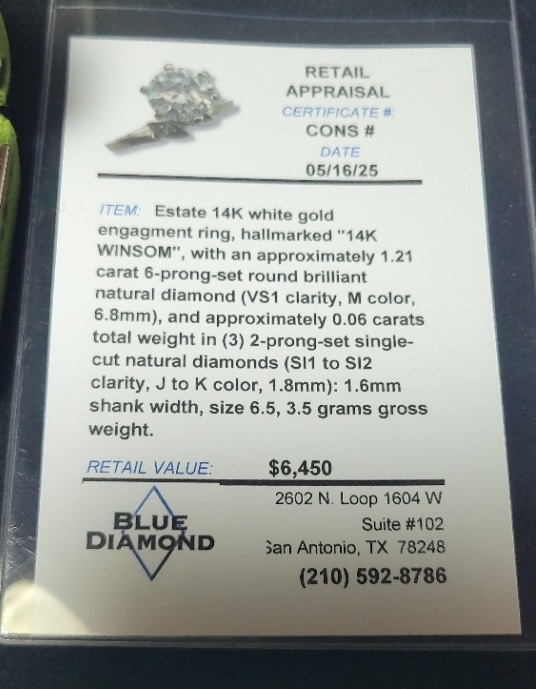 RETAIL
APPRAISAL
CERTIFICATE #:
CONS #
DATE
05/16/25
ITEM: Estate 14K white gold
engagment ring, hallmarked "14K
WINSOM", with an approximately 1.21
carat 6-prong-set round brilliant
natural diamond (VS1 clarity, M color,
6.8mm), and approximately 0.06 carats
total weight in (3) 2-prong-set single-
cut natural diamonds (SI1 to SI2
clarity, J to K color, 1.8mm): 1.6mm
shank width, size 6.5, 3.5 grams gross
weight.
RETAIL VALUE: $6,450
BLUE
DIAMOND
2602 N. Loop 1604 W
Suite #102
San Antonio, TX 78248
(210) 592-8786